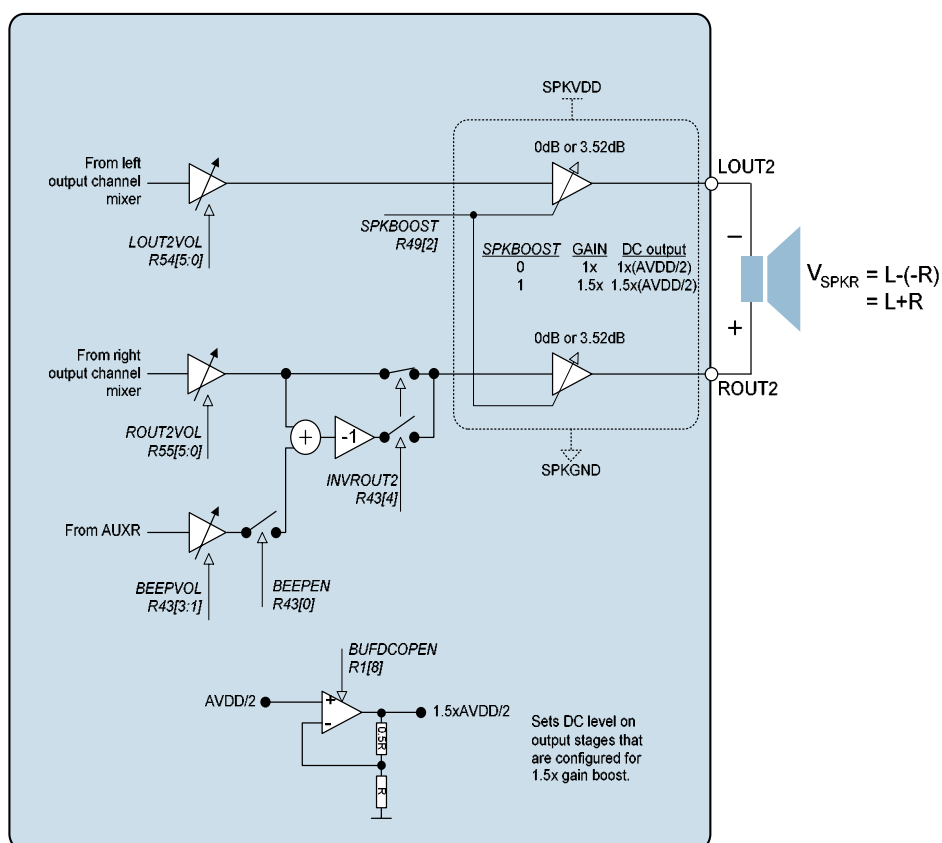 SPKVDD
0dB or 3.52dB
LOUT2
From left
output channel
mixer
LOUT2VOL
R54[5:0]
SPKBOOST
R49[2]
SPKBOOST GAIN DC output
0 1x 1x(AVDD/2)
1 1.5x 1.5x(AVDD/2)
–
+
VSPKR = L-(-R)
= L+R
From right
output channel
mixer
0dB or 3.52dB
ROUT2
ROUT2VOL
R55[5:0]
+
-1
INVROUT2
R43[4]
SPKGND
From AUXR
BEEPVOL
R43[3:1]
BEEPEN
R43[0]
BUFDCOPEN
R1[8]
AVDD/2
+
-
1.5xAVDD/2
0.5R
R
Sets DC level on
output stages that
are configured for
1.5x gain boost.